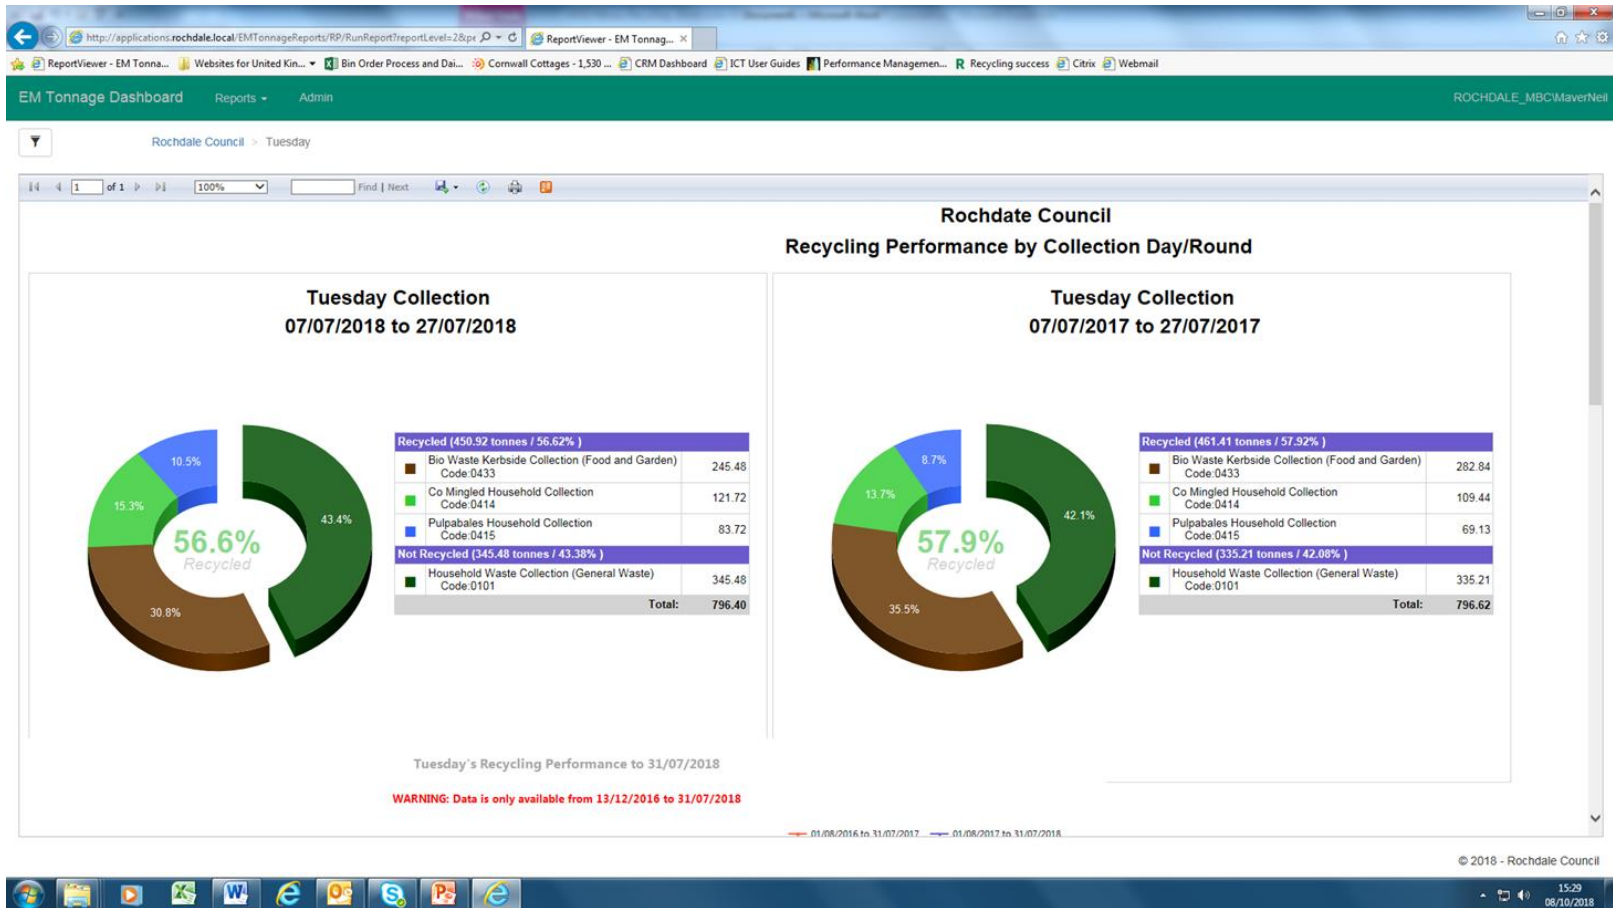 http://applications.rochdale.local/EMTonnageReports/RP/RunReport?reportLevel=2&pe
ReportViewer - EM Tonnag...
ReportViewer - EM Tonna...
Websites for United Kin...
Bin Order Process and Dai...
Cornwall Cottages - 1,530 ...
CRM Dashboard
ICT User Guides
Performance Managemen...
Recycling success
Citrix
Webmail
EM Tonnage Dashboard
Reports
Admin
ROCHDALE_MBC\MaverNeil
Rochdale Council > Tuesday
1 of 1
100%
Find | Next
Rochdate Council
Recycling Performance by Collection Day/Round
Tuesday Collection
07/07/2018 to 27/07/2018
10.5%
15.3%
43.4%
30.8%
56.6%
Recycled
Recycled (450.92 tonnes / 56.62% )
Bio Waste Kerbside Collection (Food and Garden)
Code:0433
245.48
Co Mingled Household Collection
Code:0414
121.72
Pulpabales Household Collection
Code:0415
83.72
Not Recycled (345.48 tonnes / 43.38% )
Household Waste Collection (General Waste)
Code:0101
345.48
Total: 796.40
Tuesday Collection
07/07/2017 to 27/07/2017
8.7%
13.7%
42.1%
35.5%
57.9%
Recycled
Recycled (461.41 tonnes / 57.92% )
Bio Waste Kerbside Collection (Food and Garden)
Code:0433
282.84
Co Mingled Household Collection
Code:0414
109.44
Pulpabales Household Collection
Code:0415
69.13
Not Recycled (335.21 tonnes / 42.08% )
Household Waste Collection (General Waste)
Code:0101
335.21
Total: 796.62
Tuesday's Recycling Performance to 31/07/2018
WARNING: Data is only available from 13/12/2016 to 31/07/2018
01/08/2016 to 31/07/2017
01/08/2017 to 31/07/2018
© 2018 - Rochdale Council
15:29
08/10/2018